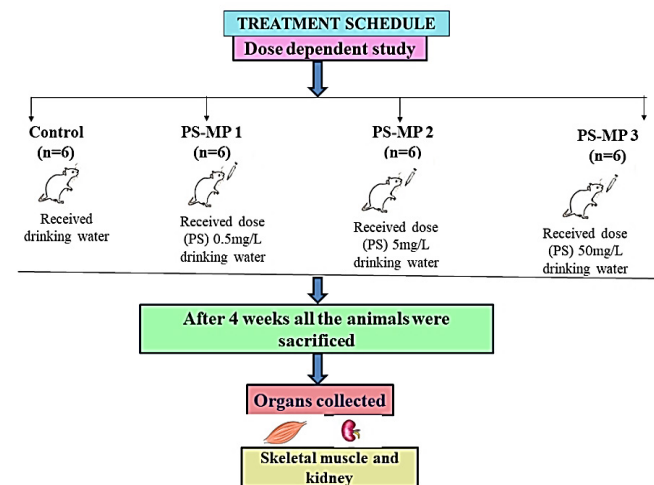 TREATMENT SCHEDULE
Dose dependent study
Control
(n=6)
Received
drinking water
PS-MP 1
(n=6)
Received dose
(PS) 0.5mg/L
drinking water
PS-MP 2
(n=6)
Received dose
(PS) 5mg/L
drinking water
PS-MP 3
(n=6)
Received dose
(PS) 50mg/L
drinking water
After 4 weeks all the animals were
sacrificed
Organs collected
Skeletal muscle and
kidney